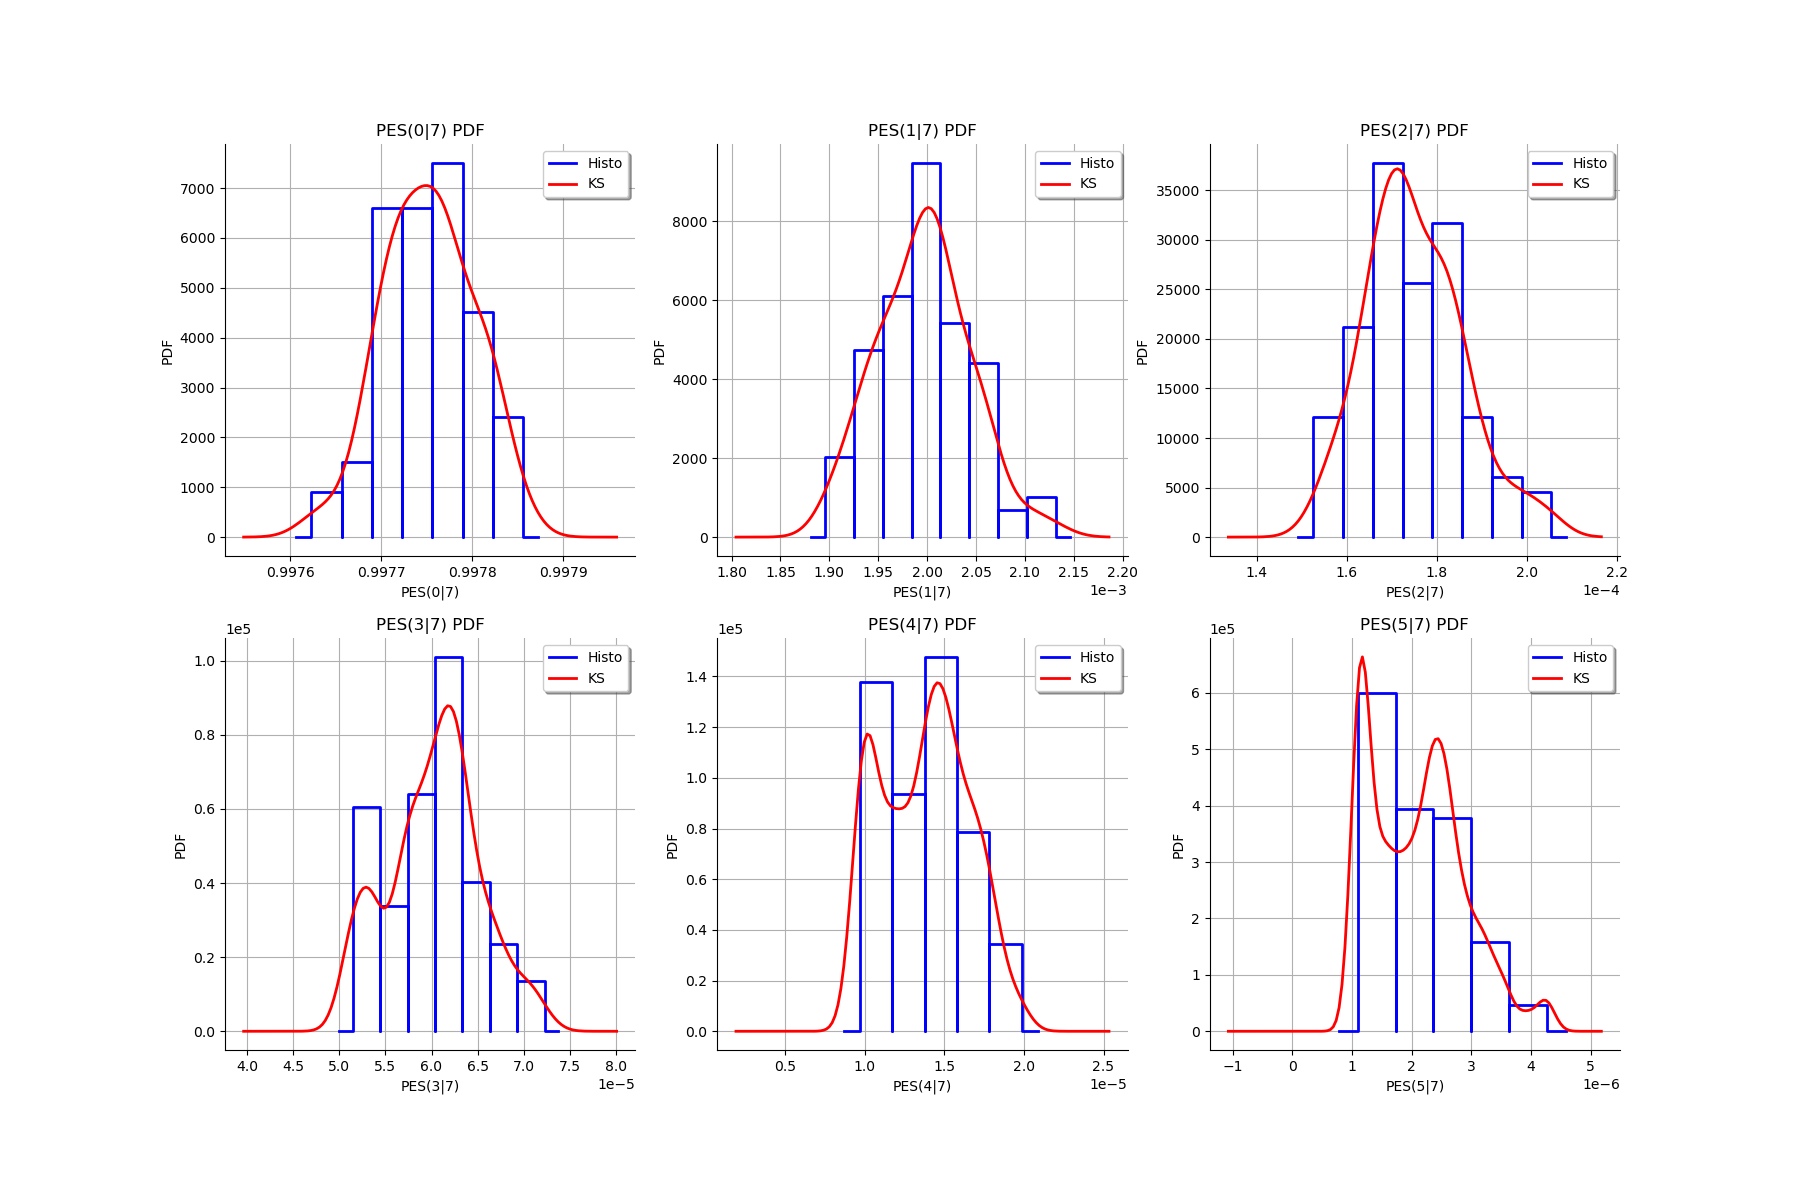 PES(0|7) PDF
Histo
KS
7000
6000
5000
4000
3000
2000
1000
0
PDF
0.9976 0.9977 0.9978 0.9979
PES(0|7)
PES(1|7) PDF
Histo
KS
8000
6000
4000
2000
0
PDF
1.80 1.85 1.90 1.95 2.00 2.05 2.10 2.15 2.20
1e−3
PES(1|7)
PES(2|7) PDF
Histo
KS
35000
30000
25000
20000
15000
10000
5000
0
PDF
1.4 1.6 1.8 2.0 2.2
1e−4
PES(2|7)
PES(3|7) PDF
1e5
Histo
KS
1.0
0.8
0.6
0.4
0.2
0.0
PDF
4.0 4.5 5.0 5.5 6.0 6.5 7.0 7.5 8.0
1e−5
PES(3|7)
PES(4|7) PDF
1e5
Histo
KS
1.4
1.2
1.0
0.8
0.6
0.4
0.2
0.0
PDF
0.5 1.0 1.5 2.0 2.5
1e−5
PES(4|7)
PES(5|7) PDF
1e5
Histo
KS
6
5
4
3
2
1
0
PDF
−1 0 1 2 3 4 5
1e−6
PES(5|7)